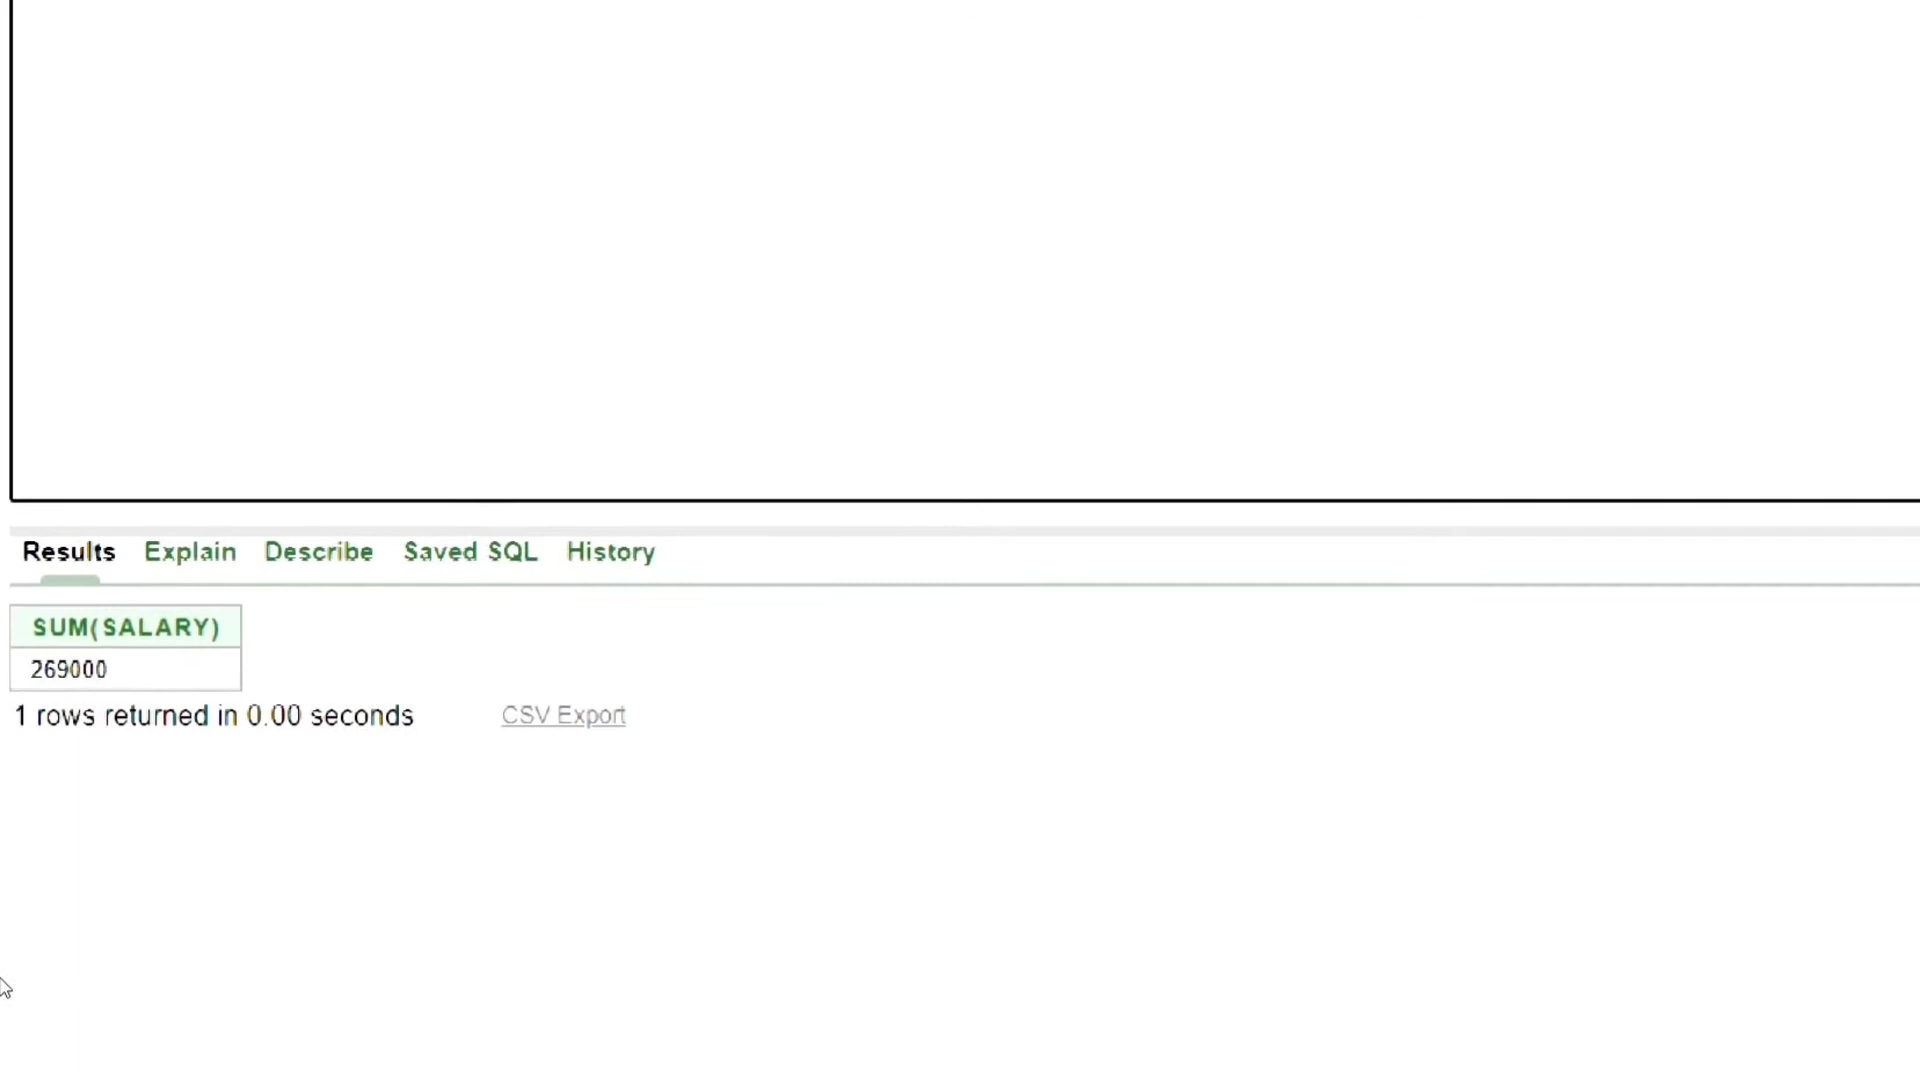 Results Explain Describe Saved SQL History
SUM(SALARY)
269000
1 rows returned in 0.00 seconds CSV Export